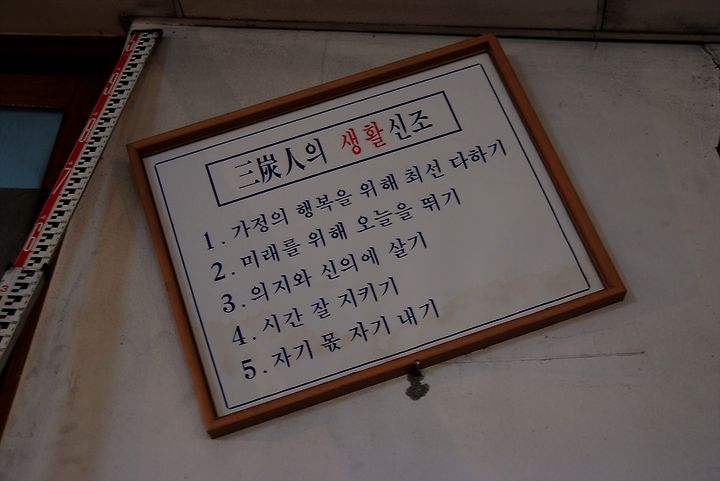 三炭人의 생활신조
1. 가정의 행복을 위해 최선 다하기
2. 미래를 위해 오늘을 뛰기
3. 의지와 신의에 살기
4. 시간 잘 지키기
5. 자기 몫 자기 내기